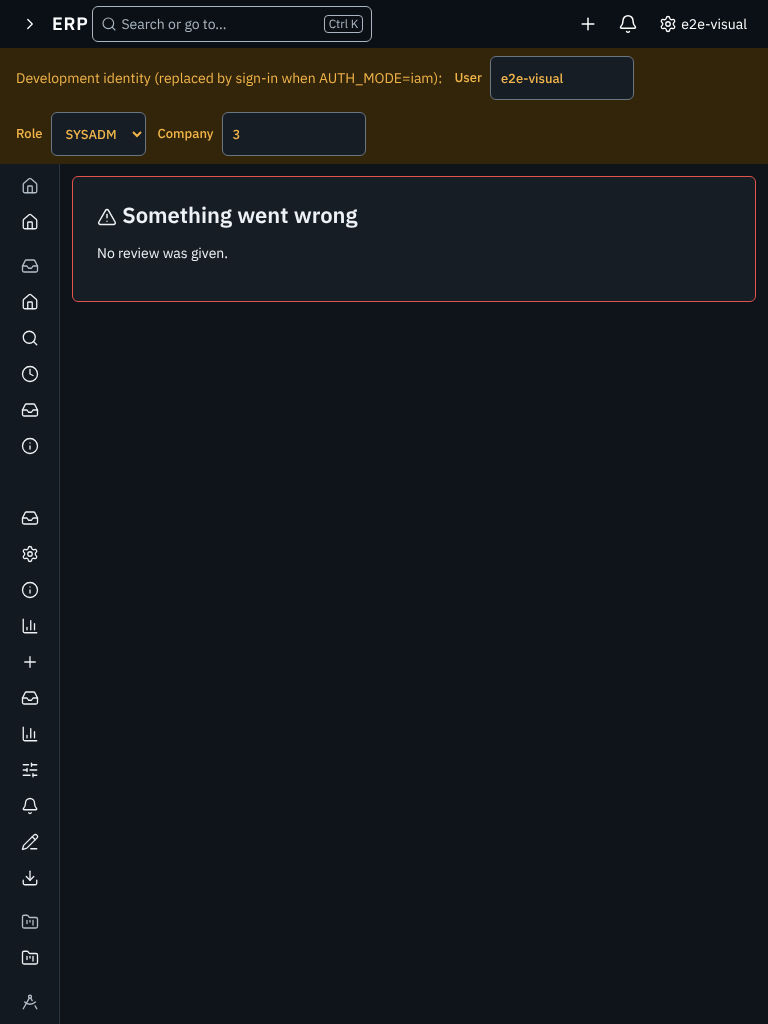 ERP
Search or go to...
Ctrl K
e2e-visual
Development identity (replaced by sign-in when AUTH_MODE=iam):
User
e2e-visual
Role
SYSADM
Company
3
Something went wrong
No review was given.